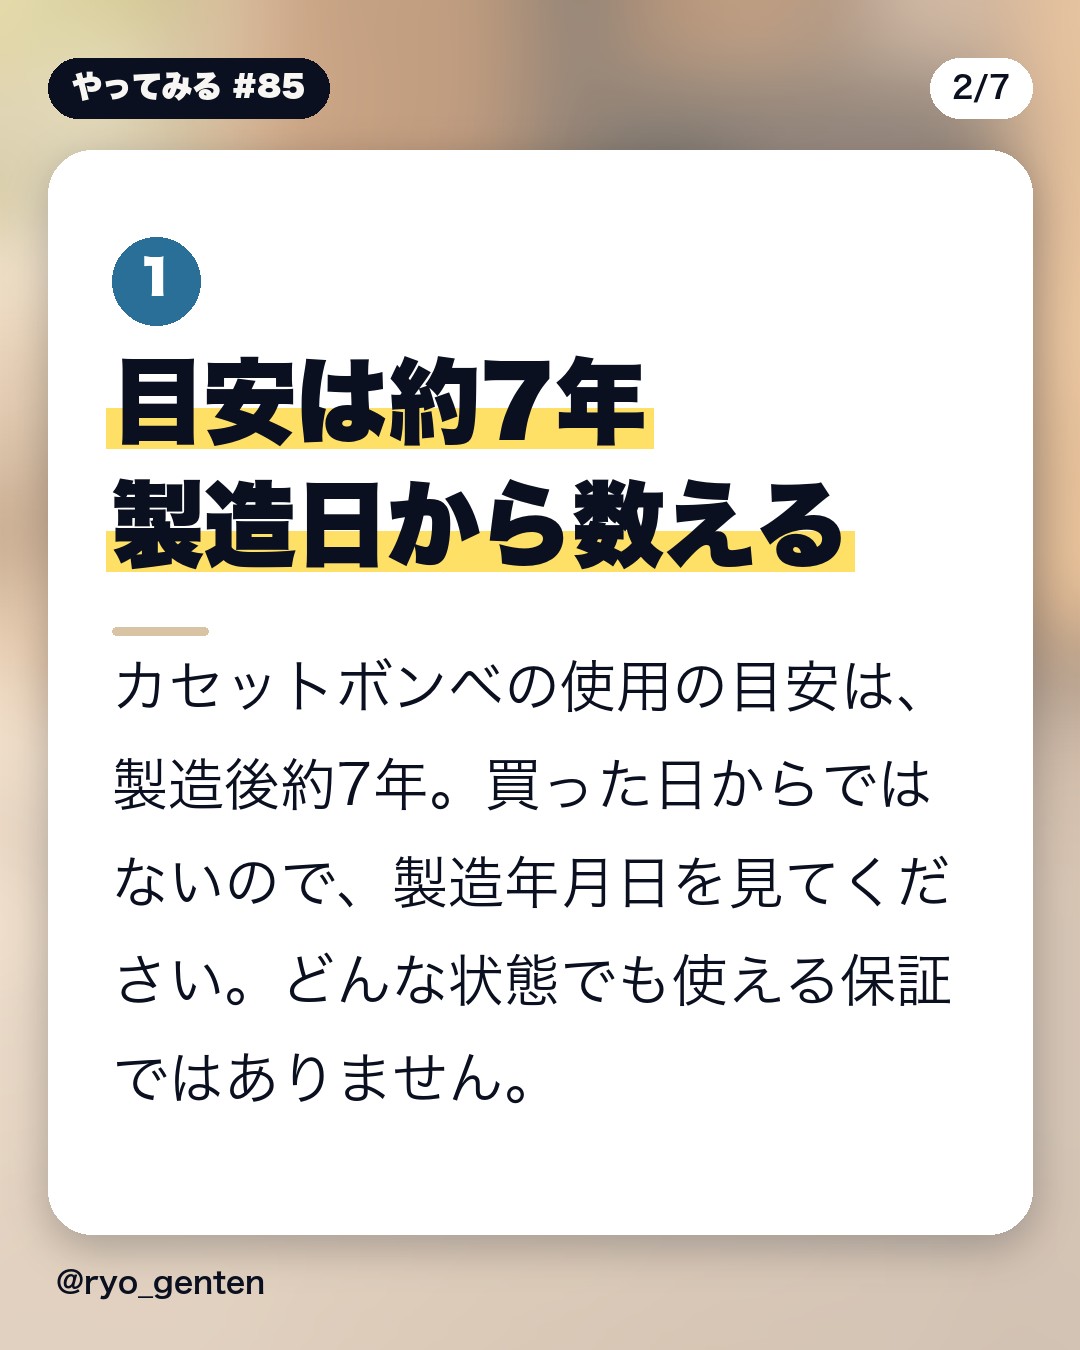 やってみる #85
2/7
1
目安は約7年
製造日から数える
カセットボンベの使用の目安は、
製造後約7年。買った日からでは
ないので、製造年月日を見てくだ
さい。どんな状態でも使える保証
ではありません。
@ryo_genten